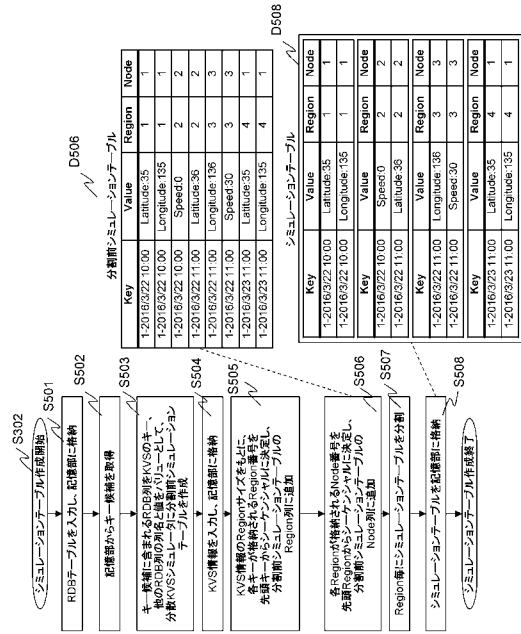 S302
シミュレーションテーブル作成開始
S501
RDBテーブルを入力し、記憶部に格納
S502
記憶部からキー候補を取得
S503
キー候補に含まれるRDB列をKVSのキー、
他のRDB列の列名と値をバリューとして、
分散KVSシミュレータに分割前シミュレーション
テーブルを作成
S504
KVS情報を入力し、記憶部に格納
S505
KVS情報のRegionサイズをもとに、
各キーが格納されるRegion番号を
先頭キーからシーケンシャルに決定し、
分割前シミュレーションテーブルの
Region列に追加
S506
各Regionが格納されるNode番号を
先頭Regionからシーケンシャルに決定し、
分割前シミュレーションテーブルの
Node列に追加
S507
Region毎にシミュレーションテーブルを分割
S508
シミュレーションテーブルを記憶部に格納
シミュレーションテーブル作成終了
D506
分割前シミュレーションテーブル
Key Value Region Node
1-2016/3/22 10:00 Latitude:35 1 1
1-2016/3/22 10:00 Longitude:135 1 1
1-2016/3/22 10:00 Speed:0 2 2
1-2016/3/22 11:00 Latitude:36 2 2
1-2016/3/22 11:00 Longitude:136 3 3
1-2016/3/22 11:00 Speed:30 3 3
1-2016/3/23 11:00 Latitude:35 4 1
1-2016/3/23 11:00 Longitude:135 4 1
D508
シミュレーションテーブル
Key Value Region Node
1-2016/3/22 10:00 Latitude:35 1 1
1-2016/3/22 10:00 Longitude:135 1 1
1-2016/3/22 10:00 Speed:0 2 2
1-2016/3/22 11:00 Latitude:36 2 2
1-2016/3/22 11:00 Longitude:136 3 3
1-2016/3/22 11:00 Speed:30 3 3
1-2016/3/23 11:00 Latitude:35 4 1
1-2016/3/23 11:00 Longitude:135 4 1